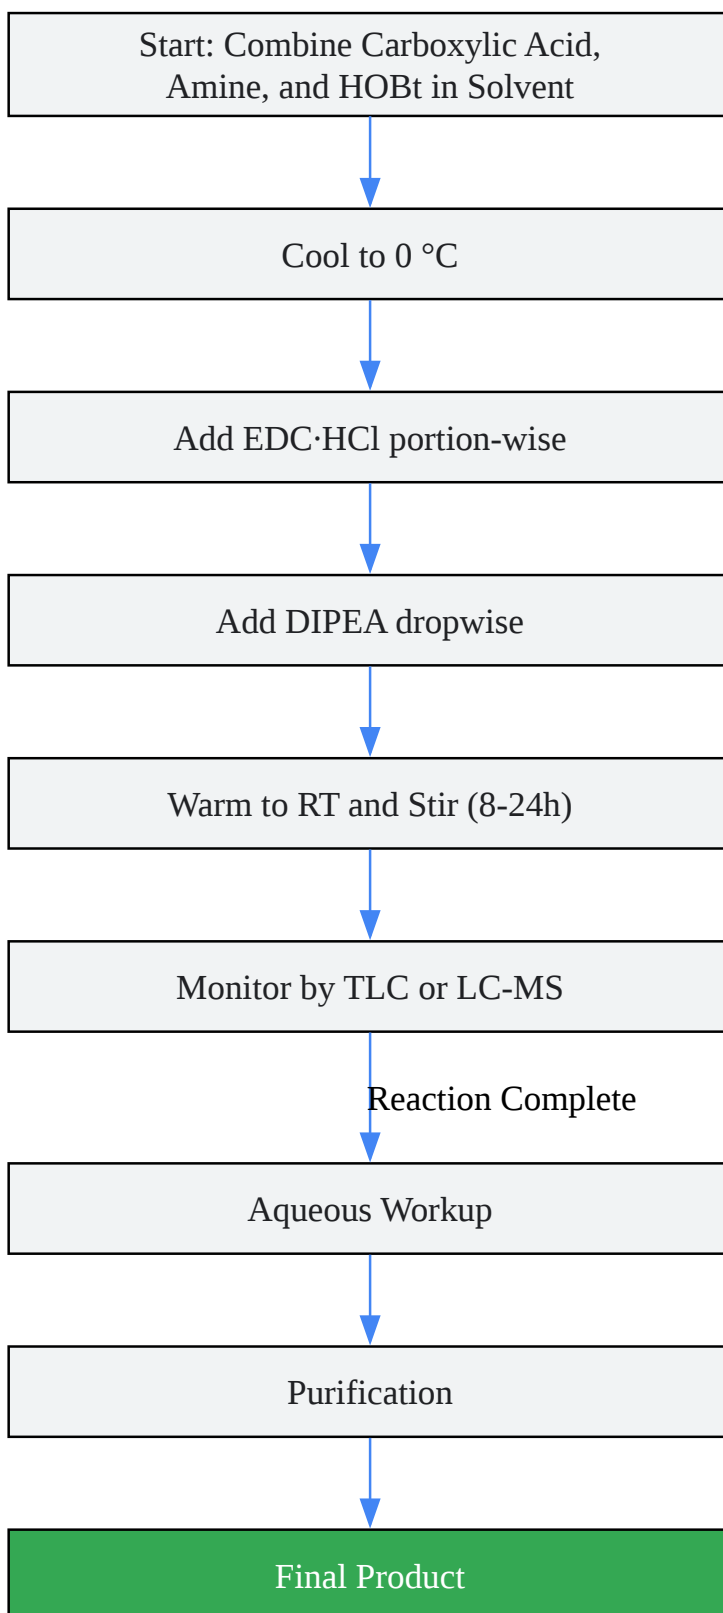 Start: Combine Carboxylic Acid,
Amine, and HOBt in Solvent
Cool to 0 °C
Add EDC·HCl portion-wise
Add DIPEA dropwise
Warm to RT and Stir (8-24h)
Monitor by TLC or LC-MS
Reaction Complete
Aqueous Workup
Purification
Final Product